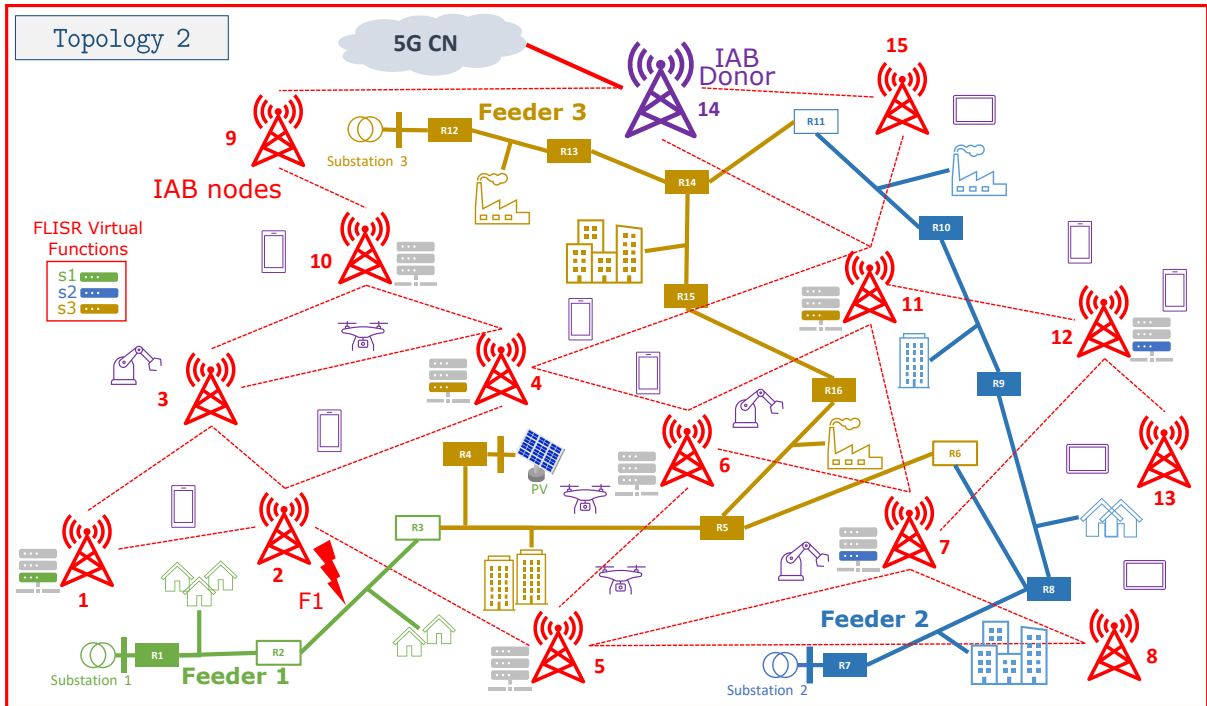 Topology 2
5G CN
IAB
Donor
14
15
9
Feeder 3
R12
Substation 3
R13
R14
R11
IAB nodes
FLISR Virtual
Functions
s1
s2
s3
10
R10
R15
11
12
3
4
R16
R9
R4
PV
6
R6
13
R3
R5
7
1
2
F1
R8
R1
R2
Substation 1
Feeder 1
5
Feeder 2
R7
Substation 2
8